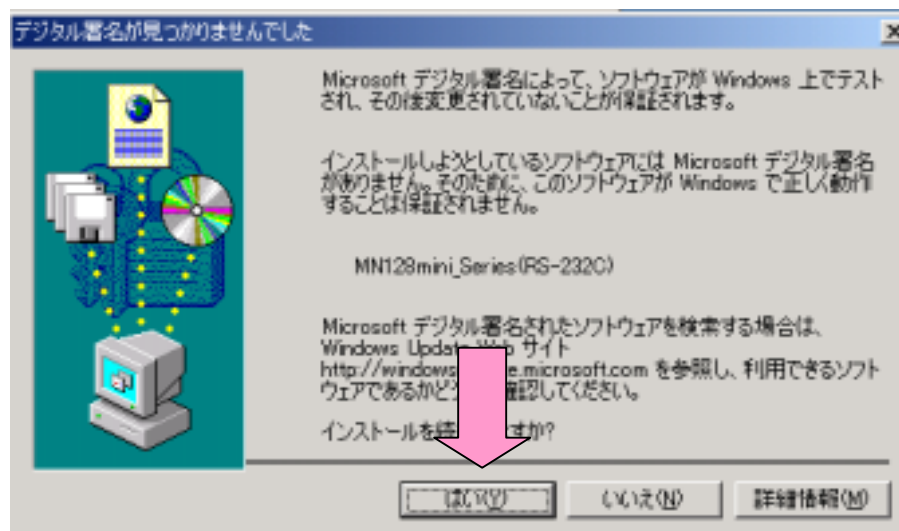 デジタル署名が見つかりませんでした
Microsoft デジタル署名によって、ソフトウェアが Windows 上でテスト
され、その後変更されていないことが保証されます。
インストールしようとしているソフトウェアには Microsoft デジタル署名
がありません。そのために、このソフトウェアが Windows で正しく動作
することは保証されません。
MN128mini_Series(RS-232C)
Microsoft デジタル署名されたソフトウェアを検索する場合は、
Windows Update Web サイト
http://windows e.microsoft.com を参照し、利用できるソフト
ウェアであるかど 確認してください。
インストールを続 ますか?
はい(Y) いいえ(N) 詳細情報(M)